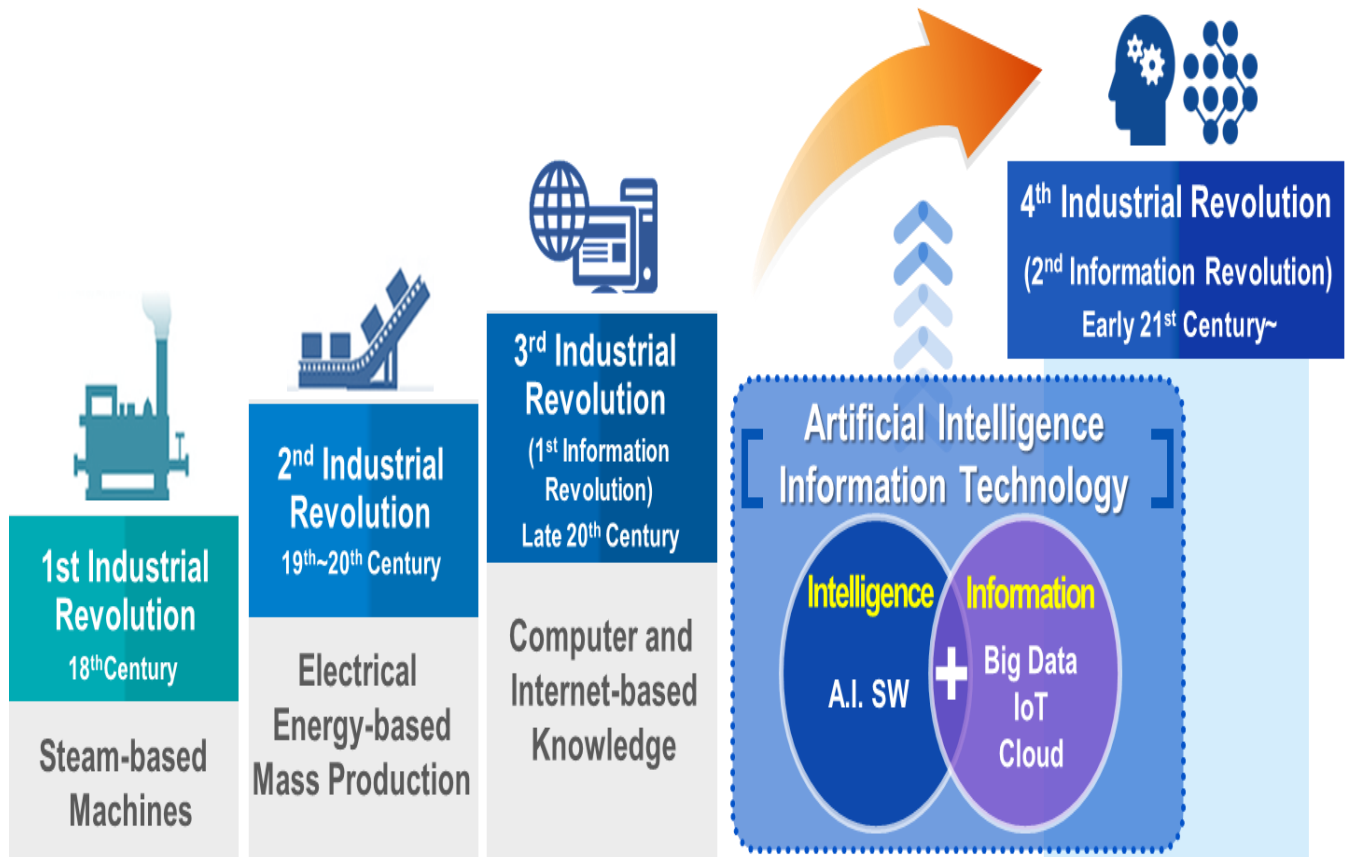 1st Industrial
Revolution
18thCentury
Steam-based
Machines
2nd Industrial
Revolution
19th~20th Century
Electrical
Energy-based
Mass Production
3rd Industrial
Revolution
(1st Information
Revolution)
Late 20th Century
Computer and
Internet-based
Knowledge
4th Industrial Revolution
(2nd Information Revolution)
Early 21st Century~
Artificial Intelligence
Information Technology
Intelligence
A.I. SW
+
Information
Big Data
IoT
Cloud